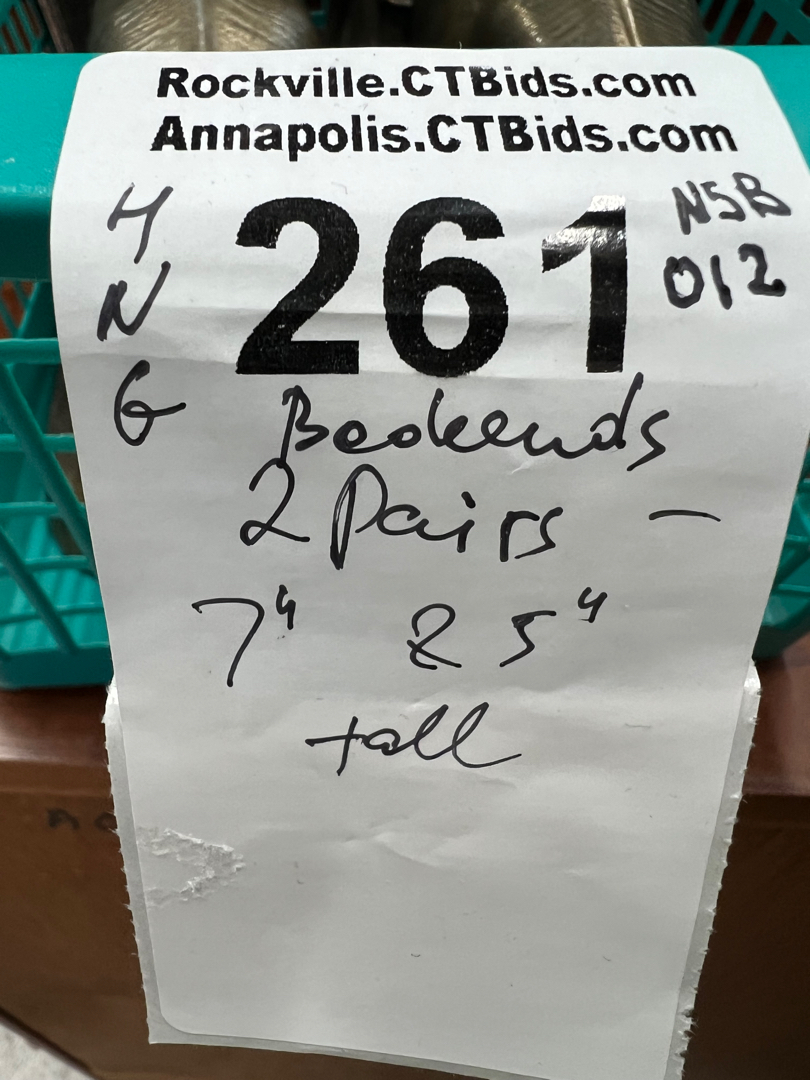 Rockville.CTBids.com
Annapolis.CTBids.com
H
N
G
261
NSB
012
Bookends
2 Pairs –
7" & 5"
tall